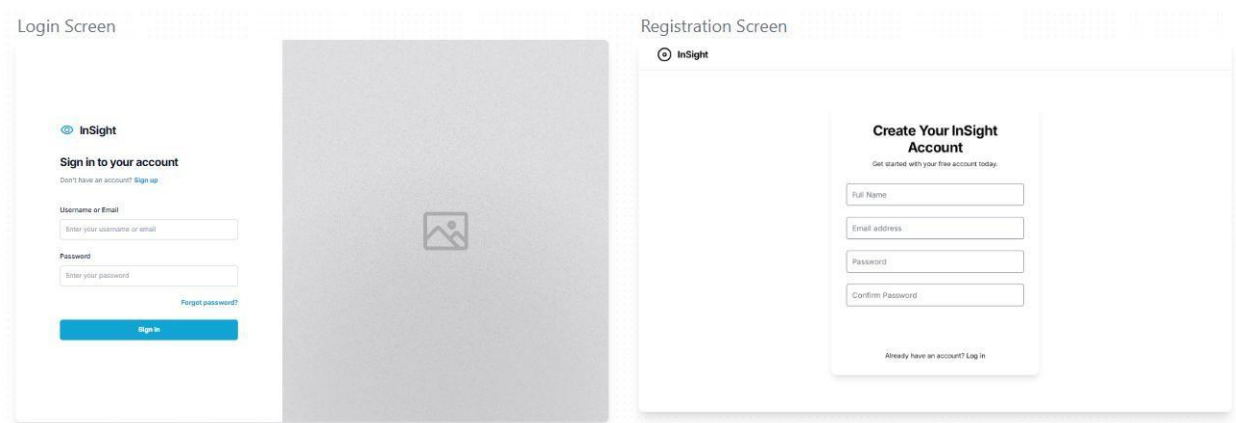 Login Screen
InSight
Sign in to your account
Don't have an account? Sign up
Username or Email
Enter your username or email
Password
Enter your password
Forgot password?
Sign in
Registration Screen
InSight
Create Your InSight
Account
Get started with your free account today.
Full Name
Email address
Password
Confirm Password
Already have an account? Log in